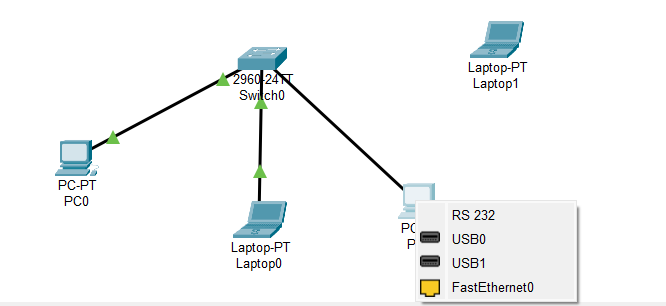 2960-24TT
Switch0
Laptop-PT
Laptop1
PC-PT
PC0
Laptop-PT
Laptop0
RS 232
USB0
USB1
FastEthernet0